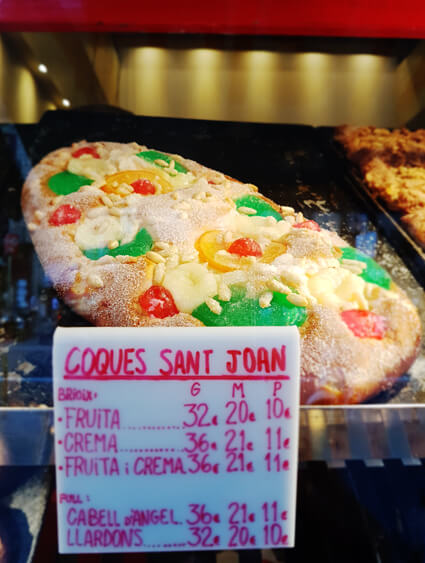 COQUES SANT JOAN
BRIOIX: G M P
·FRUITA........... 32€ 20€ 10€
·CREMA........... 36€ 21€ 11€
·FRUITA i CREMA. 36€ 21€ 11€
FULL:
CABELL D'ANGEL. 36€ 21€ 11€
LLARDONS....... 32€ 20€ 10€